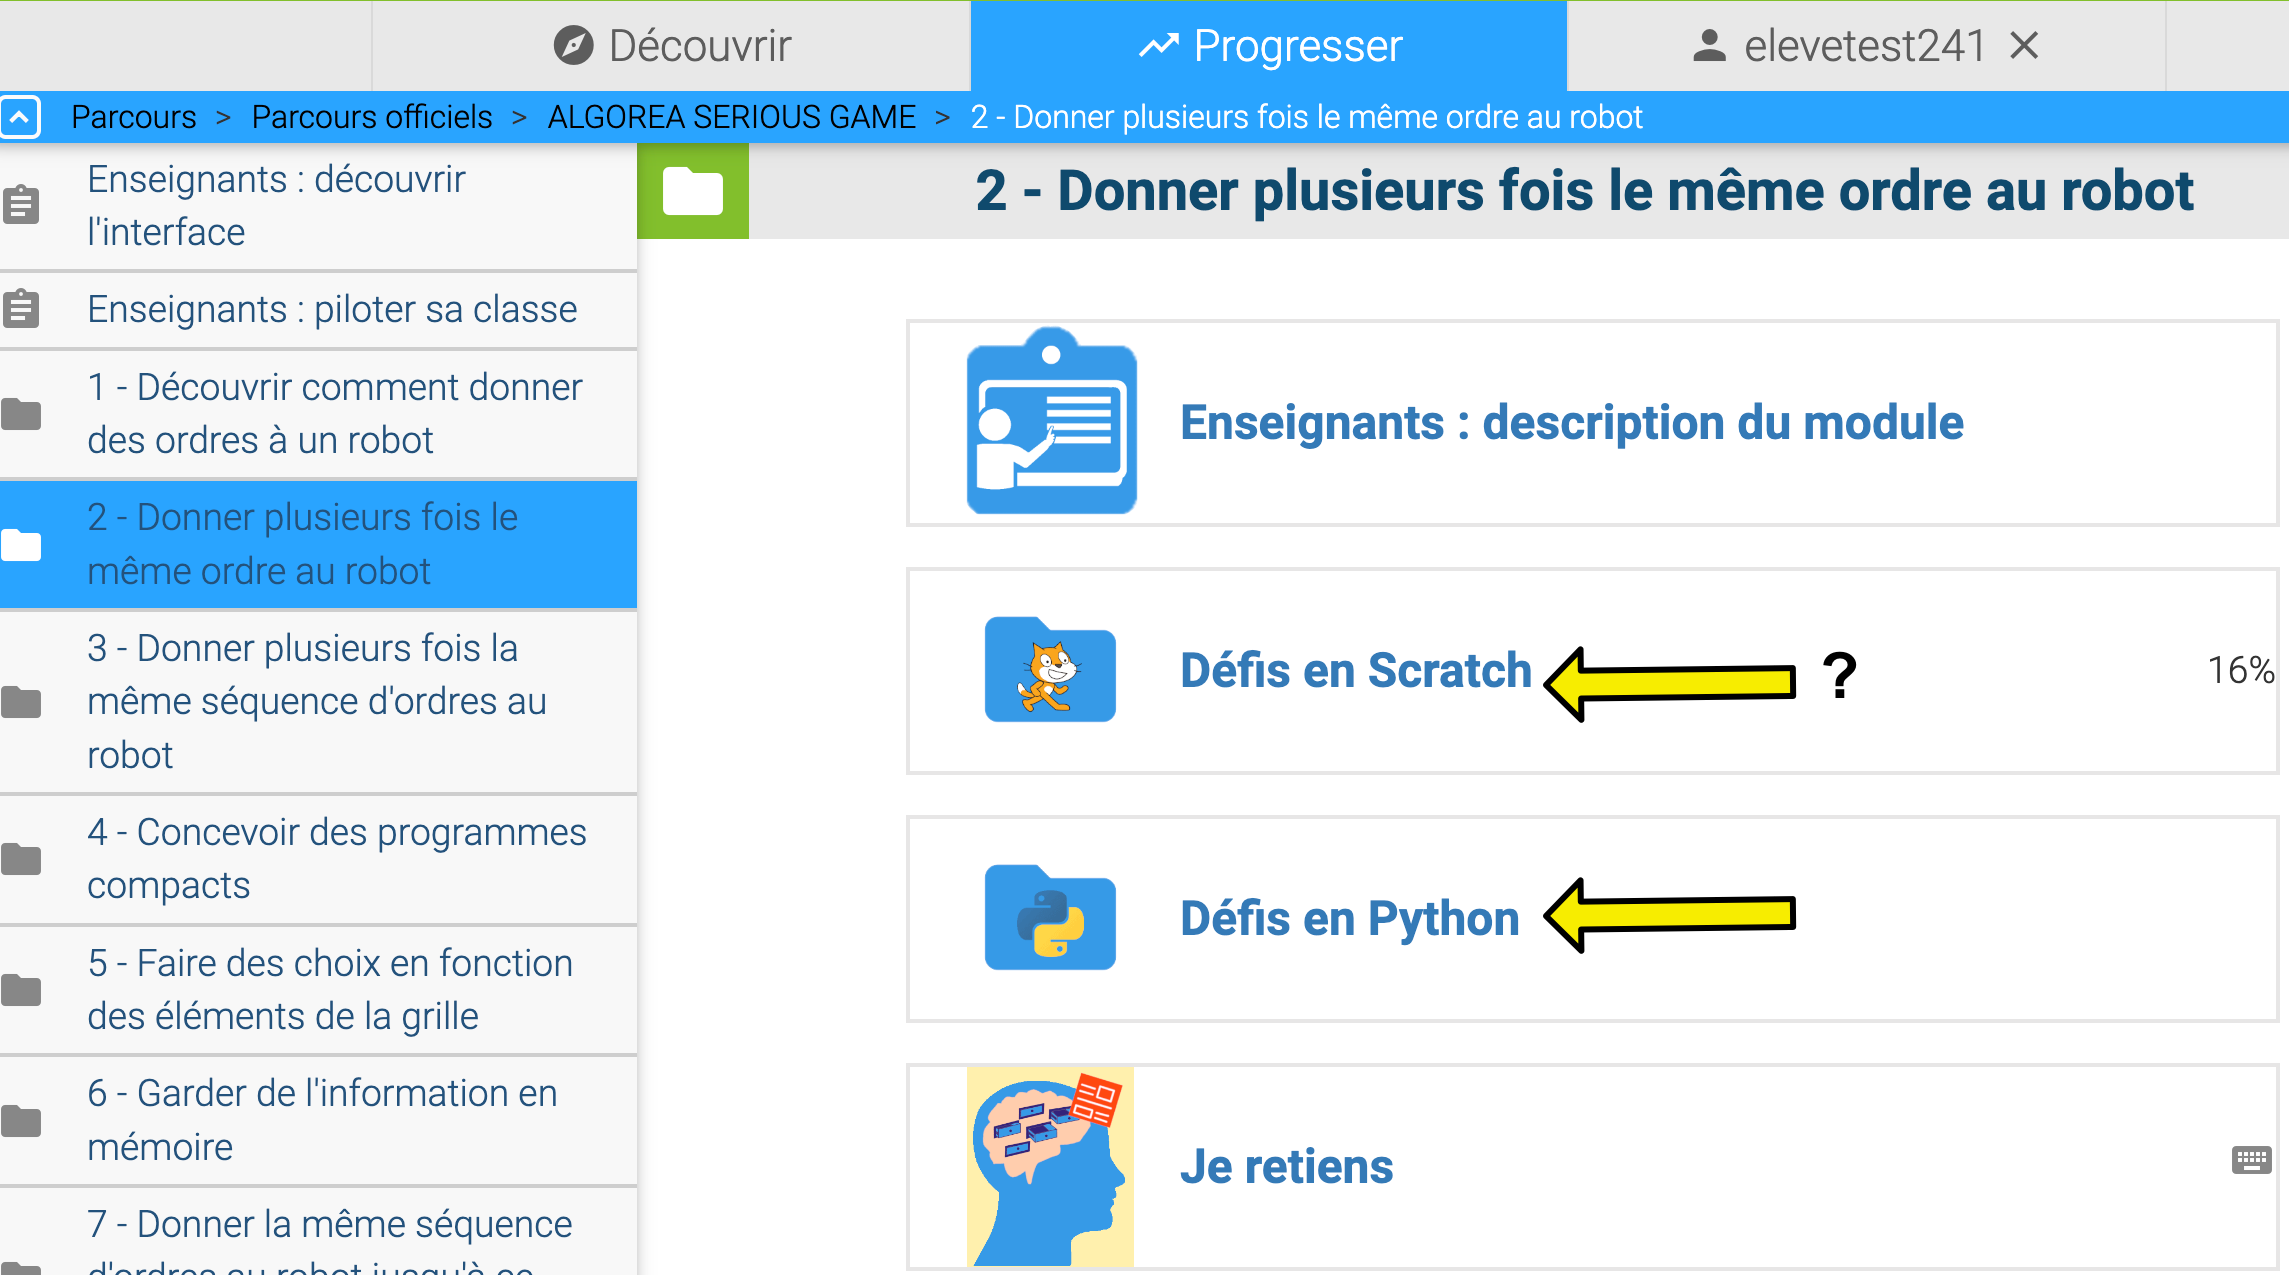 Découvrir
Progresser
elevetest241
Parcours > Parcours officiels > ALGOREA SERIOUS GAME > 2 - Donner plusieurs fois le même ordre au robot
Enseignants : découvrir
l'interface
Enseignants : piloter sa classe
1 - Découvrir comment donner
des ordres à un robot
2 - Donner plusieurs fois le
même ordre au robot
3 - Donner plusieurs fois la
même séquence d'ordres au
robot
4 - Concevoir des programmes
compacts
5 - Faire des choix en fonction
des éléments de la grille
6 - Garder de l'information en
mémoire
7 - Donner la même séquence
d'ordres au robot jusqu'à ce
2 - Donner plusieurs fois le même ordre au robot
Enseignants : description du module
Défis en Scratch ? 16%
Défis en Python
Je retiens